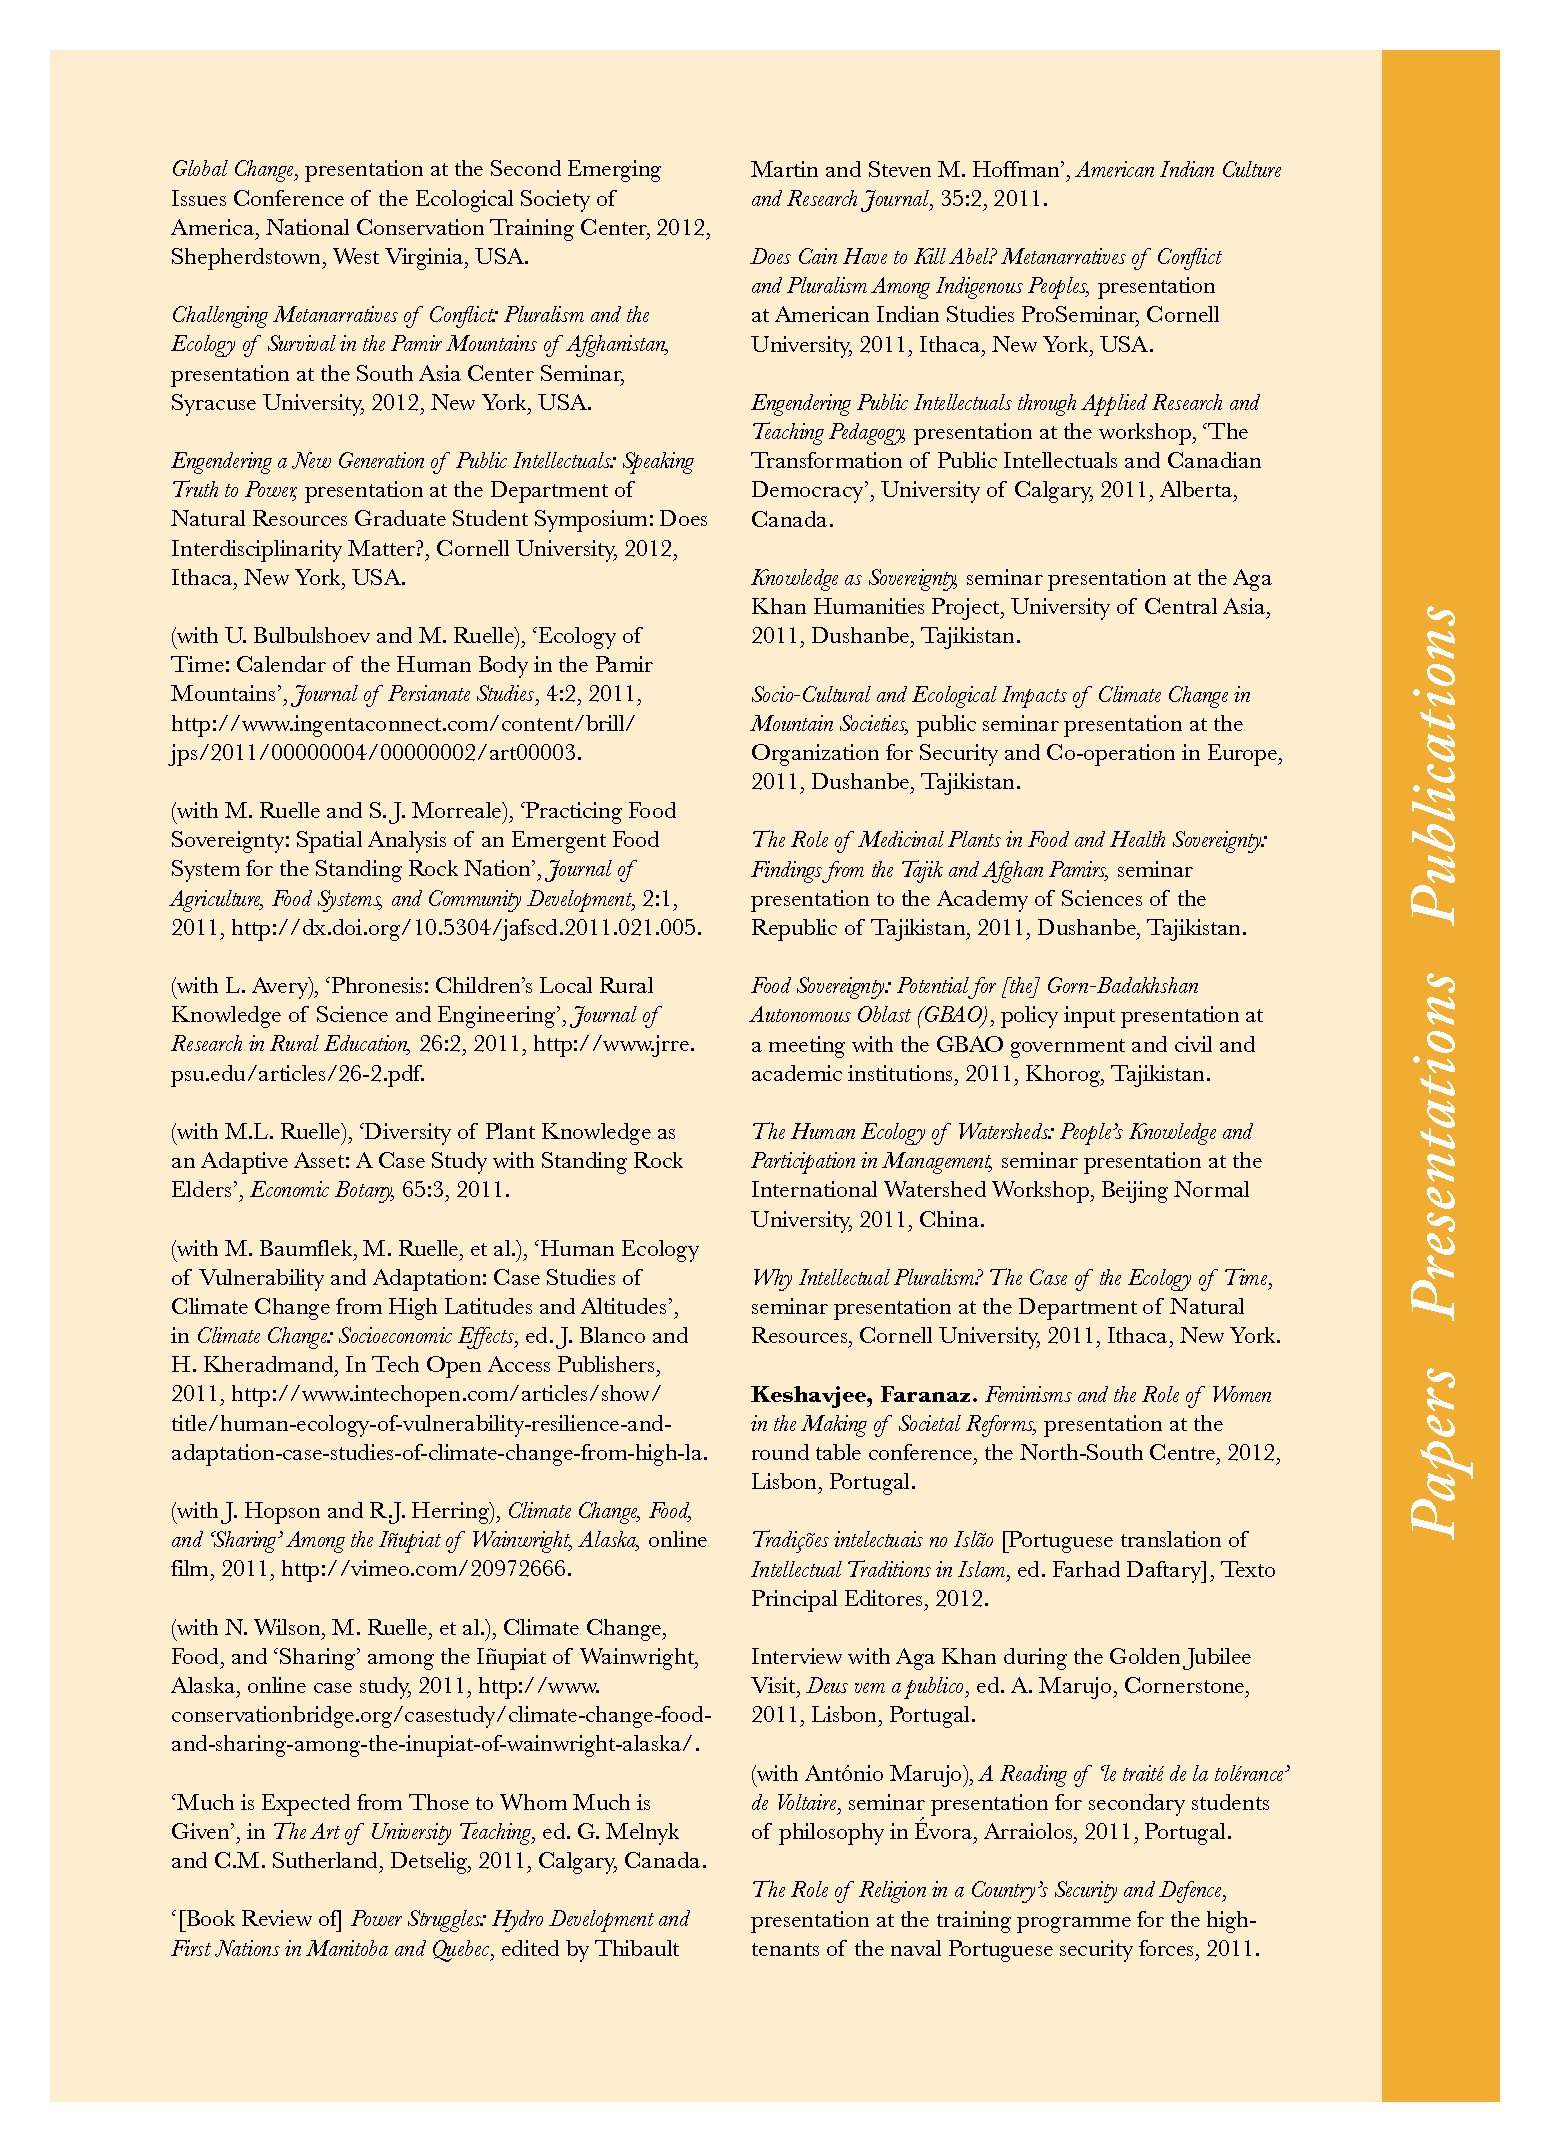 Global Change, presentation at the Second Emerging
Issues Conference of the Ecological Society of
America, National Conservation Training Center, 2012,
Shepherdstown, West Virginia, USA.
Challenging Metanarratives of Conflict: Pluralism and the
Ecology of Survival in the Pamir Mountains of Afghanistan,
presentation at the South Asia Center Seminar,
Syracuse University, 2012, New York, USA.
Engendering a New Generation of Public Intellectuals: Speaking
Truth to Power, presentation at the Department of
Natural Resources Graduate Student Symposium: Does
Interdisciplinarity Matter?, Cornell University, 2012,
Ithaca, New York, USA.
(with U. Bulbulshoev and M. Ruelle), ‘Ecology of
Time: Calendar of the Human Body in the Pamir
Mountains’, Journal of Persianate Studies, 4:2, 2011,
http://www.ingentaconnect.com/content/brill/
jps/2011/00000004/00000002/art00003.
(with M. Ruelle and S.J. Morreale), ‘Practicing Food
Sovereignty: Spatial Analysis of an Emergent Food
System for the Standing Rock Nation’, Journal of
Agriculture, Food Systems, and Community Development, 2:1,
2011, http://dx.doi.org/10.5304/jafscd.2011.021.005.
(with L. Avery), ‘Phronesis: Children’s Local Rural
Knowledge of Science and Engineering’, Journal of
Research in Rural Education, 26:2, 2011, http://www.jrre.
psu.edu/articles/26-2.pdf.
(with M.L. Ruelle), ‘Diversity of Plant Knowledge as
an Adaptive Asset: A Case Study with Standing Rock
Elders’, Economic Botany, 65:3, 2011.
(with M. Baumflek, M. Ruelle, et al.), ‘Human Ecology
of Vulnerability and Adaptation: Case Studies of
Climate Change from High Latitudes and Altitudes’,
in Climate Change: Socioeconomic Effects, ed. J. Blanco and
H. Kheradmand, In Tech Open Access Publishers,
2011, http://www.intechopen.com/articles/show/
title/human-ecology-of-vulnerability-resilience-and-
adaptation-case-studies-of-climate-change-from-high-la.
(with J. Hopson and R.J. Herring), Climate Change, Food,
and ‘Sharing’ Among the Iñupiat of Wainwright, Alaska, online
film, 2011, http://vimeo.com/20972666.
(with N. Wilson, M. Ruelle, et al.), Climate Change,
Food, and ‘Sharing’ among the Iñupiat of Wainwright,
Alaska, online case study, 2011, http://www.
conservationbridge.org/casestudy/climate-change-food-
and-sharing-among-the-inupiat-of-wainwright-alaska/.
‘Much is Expected from Those to Whom Much is
Given’, in The Art of University Teaching, ed. G. Melnyk
and C.M. Sutherland, Detselig, 2011, Calgary, Canada.
‘[Book Review of] Power Struggles: Hydro Development and
First Nations in Manitoba and Quebec, edited by Thibault
Martin and Steven M. Hoffman’, American Indian Culture
and Research Journal, 35:2, 2011.
Does Cain Have to Kill Abel? Metanarratives of Conflict
and Pluralism Among Indigenous Peoples, presentation
at American Indian Studies ProSeminar, Cornell
University, 2011, Ithaca, New York, USA.
Engendering Public Intellectuals through Applied Research and
Teaching Pedagogy, presentation at the workshop, ‘The
Transformation of Public Intellectuals and Canadian
Democracy’, University of Calgary, 2011, Alberta,
Canada.
Knowledge as Sovereignty, seminar presentation at the Aga
Khan Humanities Project, University of Central Asia,
2011, Dushanbe, Tajikistan.
Socio-Cultural and Ecological Impacts of Climate Change in
Mountain Societies, public seminar presentation at the
Organization for Security and Co-operation in Europe,
2011, Dushanbe, Tajikistan.
The Role of Medicinal Plants in Food and Health Sovereignty:
Findings from the Tajik and Afghan Pamirs, seminar
presentation to the Academy of Sciences of the
Republic of Tajikistan, 2011, Dushanbe, Tajikistan.
Food Sovereignty: Potential for [the] Gorn-Badakhshan
Autonomous Oblast (GBAO), policy input presentation at
a meeting with the GBAO government and civil and
academic institutions, 2011, Khorog, Tajikistan.
The Human Ecology of Watersheds: People’s Knowledge and
Participation in Management, seminar presentation at the
International Watershed Workshop, Beijing Normal
University, 2011, China.
Why Intellectual Pluralism? The Case of the Ecology of Time,
seminar presentation at the Department of Natural
Resources, Cornell University, 2011, Ithaca, New York.
Keshavjee, Faranaz. Feminisms and the Role of Women
in the Making of Societal Reforms, presentation at the
round table conference, the North-South Centre, 2012,
Lisbon, Portugal.
Tradições intelectuais no Islão [Portuguese translation of
Intellectual Traditions in Islam, ed. Farhad Daftary], Texto
Principal Editores, 2012.
Interview with Aga Khan during the Golden Jubilee
Visit, Deus vem a publico, ed. A. Marujo, Cornerstone,
2011, Lisbon, Portugal.
(with António Marujo), A Reading of ‘le traité de la tolérance’
de Voltaire, seminar presentation for secondary students
of philosophy in Évora, Arraiolos, 2011, Portugal.
The Role of Religion in a Country’s Security and Defence,
presentation at the training programme for the high-
tenants of the naval Portuguese security forces, 2011.
Papers Presentations Publications